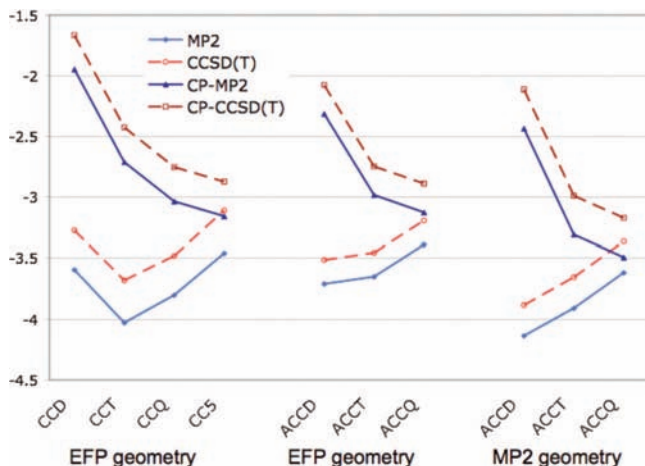 -1.5
-2
-2.5
-3
-3.5
-4
-4.5
MP2
CCSD(T)
CP-MP2
CP-CCSD(T)
CCD CCT CCQ CC5 ACCD ACCT ACCQ ACCD ACCT ACCQ
EFP geometry EFP geometry MP2 geometry